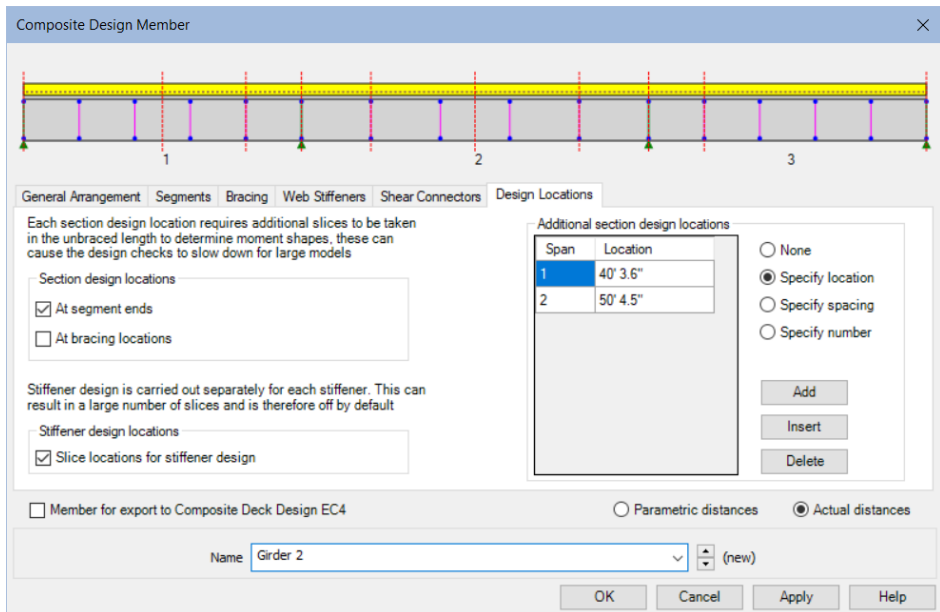 Composite Design Member
1 2 3
General Arrangement Segments Bracing Web Stiffeners Shear Connectors Design Locations
Each section design location requires additional slices to be taken
in the unbraced length to determine moment shapes, these can
cause the design checks to slow down for large models
Section design locations
At segment ends
At bracing locations
Stiffener design is carried out separately for each stiffener. This can
result in a large number of slices and is therefore off by default
Stiffener design locations
Slice locations for stiffener design
Additional section design locations
Span Location
1 40' 3.6"
2 50' 4.5"
None
Specify location
Specify spacing
Specify number
Add
Insert
Delete
Member for export to Composite Deck Design EC4
Parametric distances Actual distances
Name Girder 2 (new)
OK Cancel Apply Help